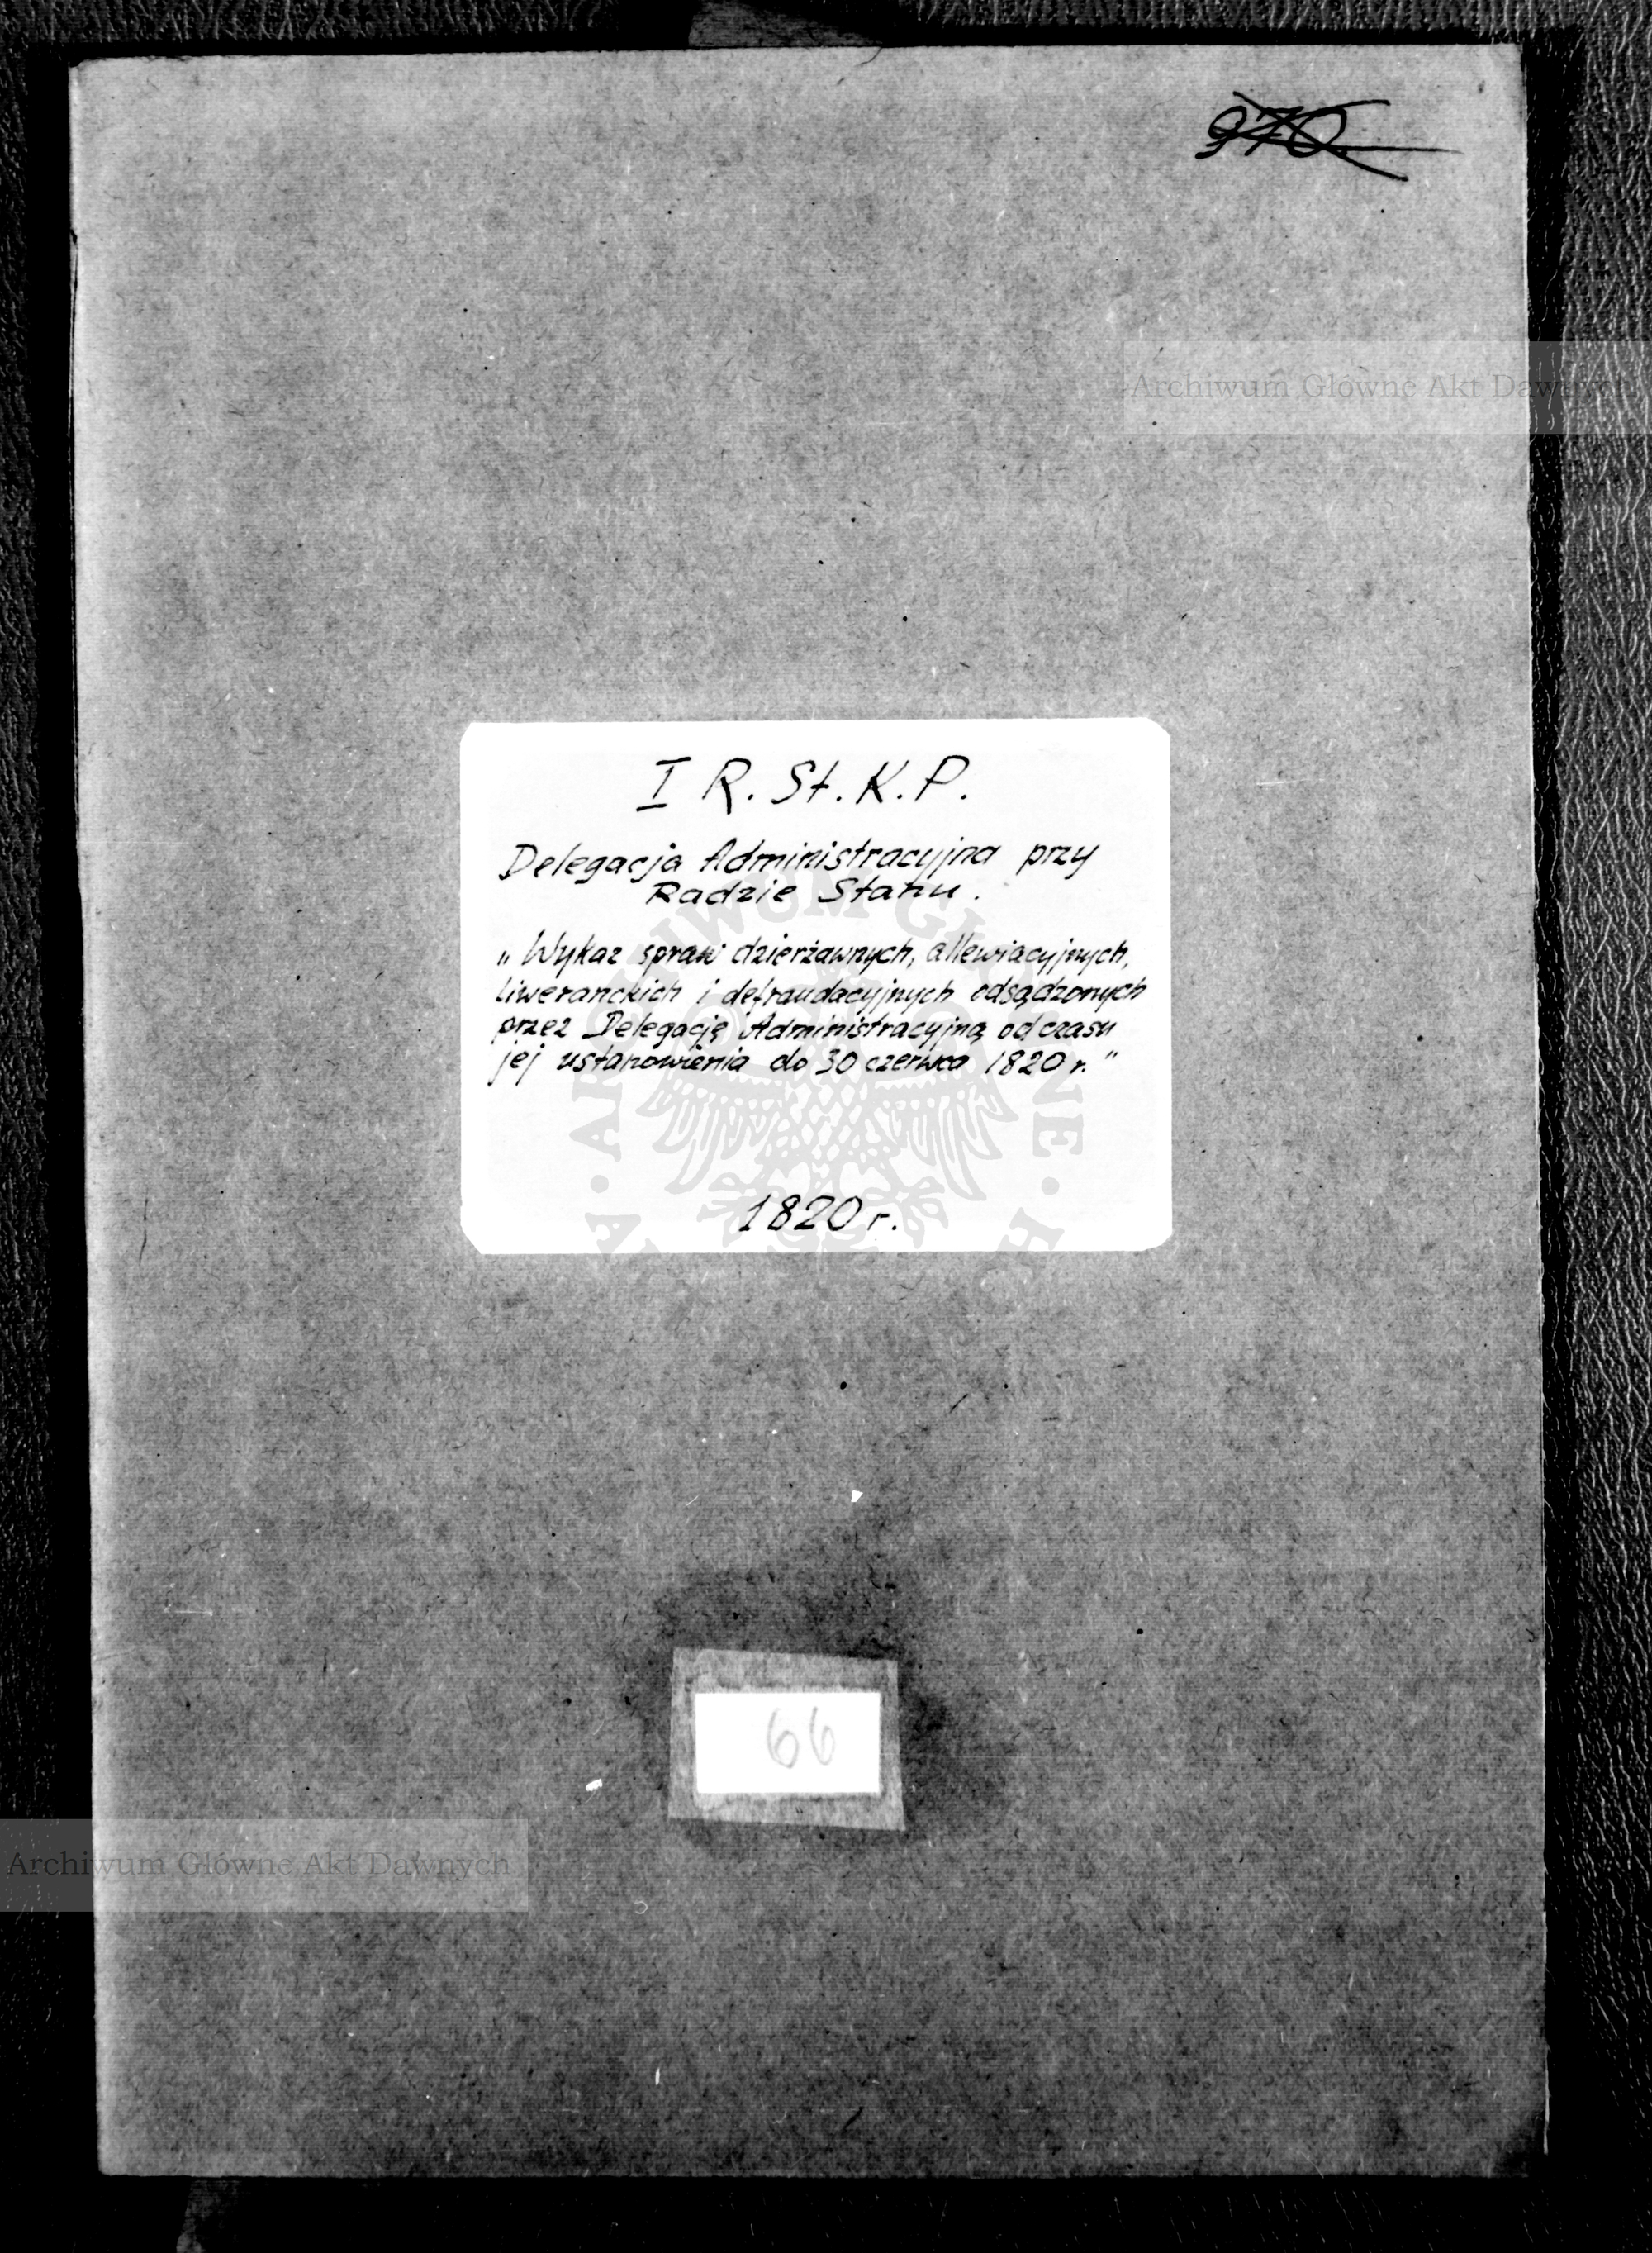 970
Archiwum Główne Akt Dawnych
I R. St. K. P.
Delegacja Administracyjna przy
Radzie Stanu.
„Wykaz spraw dzierżawnych, allewiacyjnych,
liweranckich i defraudacyjnych odsądzonych
przez Delegację Administracyjną od czasu
jej ustanowienia do 30 czerwca 1820 r."
1820 r.
66
Archiwum Główne Akt Dawnych